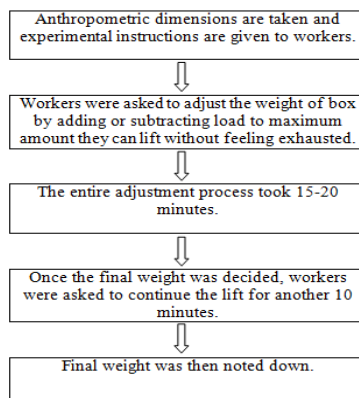 Anthropometric dimensions are taken and
experimental instructions are given to workers.
Workers were asked to adjust the weight of box
by adding or subtracting load to maximum
amount they can lift without feeling exhausted.
The entire adjustment process took 15-20
minutes.
Once the final weight was decided, workers
were asked to continue the lift for another 10
minutes.
Final weight was then noted down.